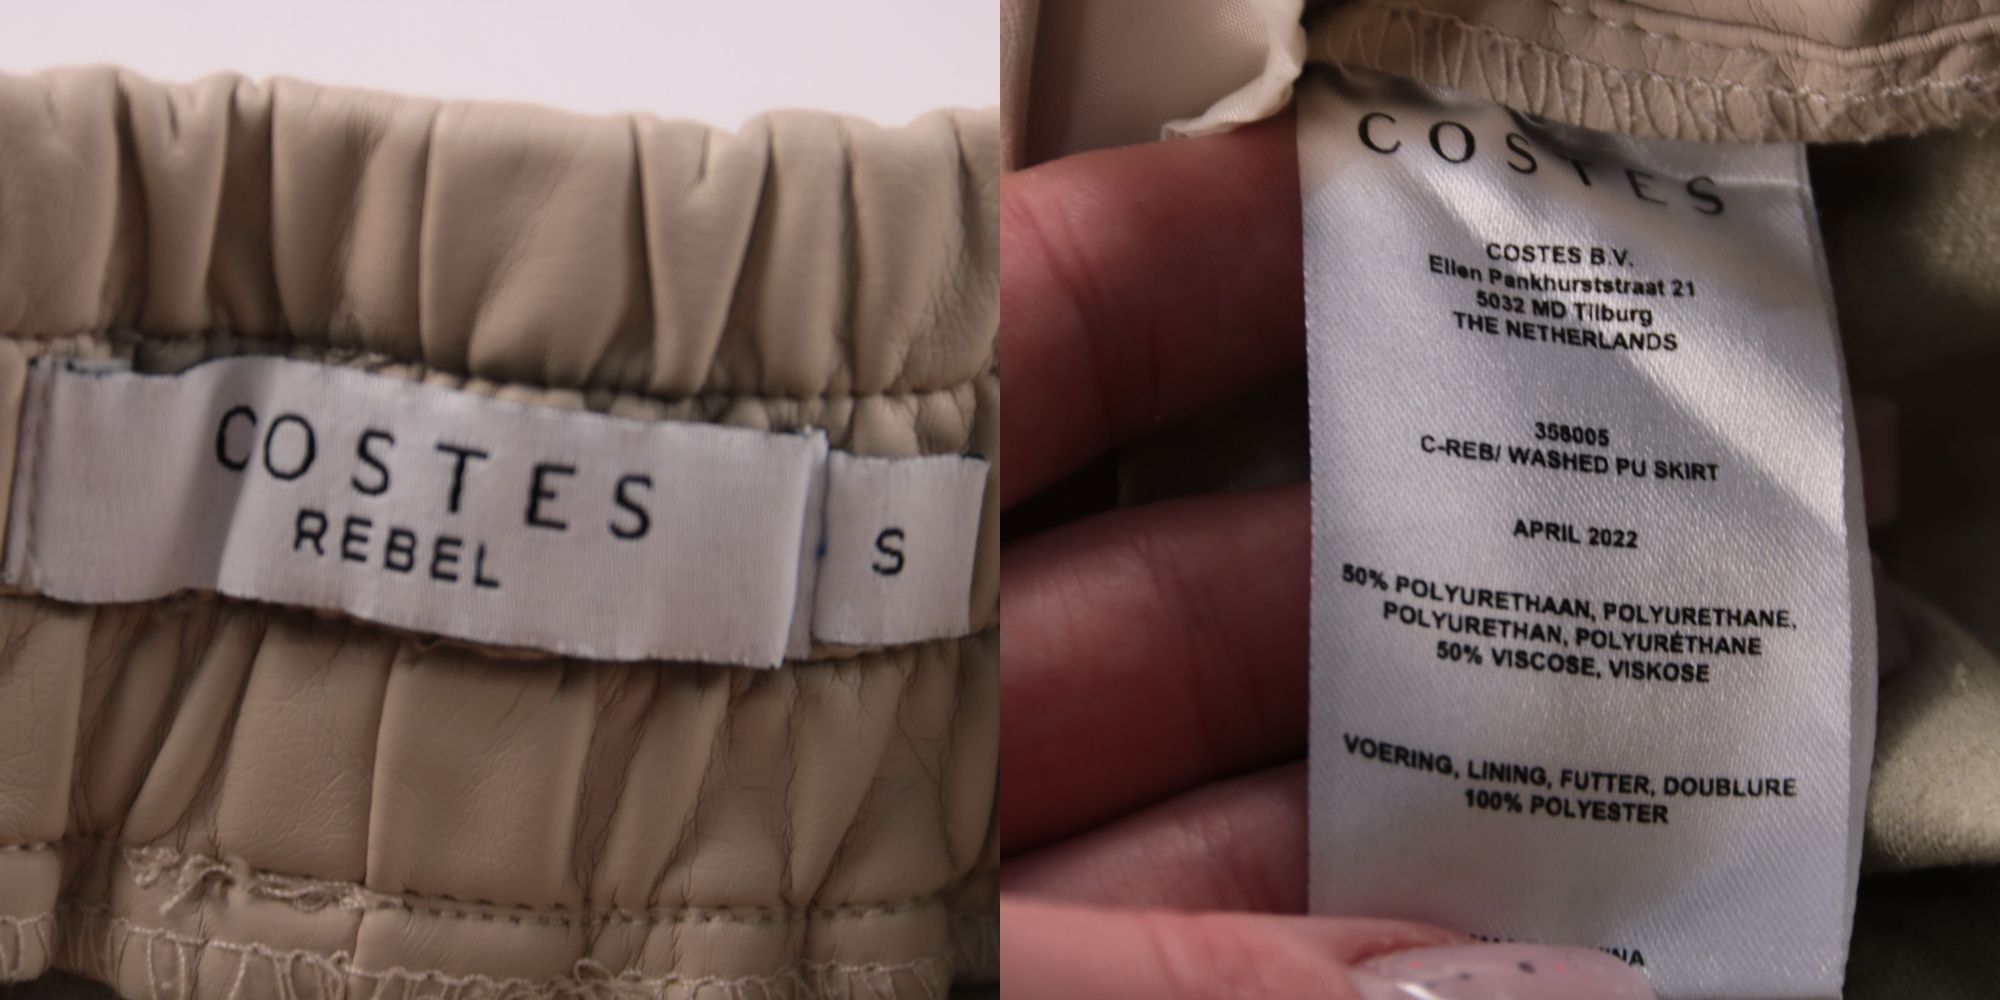 COSTES
REBEL
S
COSTES
COSTES B.V.
Ellen Pankhurststraat 21
5032 MD Tilburg
THE NETHERLANDS
358005
C-REB/ WASHED PU SKIRT
APRIL 2022
50% POLYURETHAAN, POLYURETHANE,
POLYURETHAN, POLYURÉTHANE
50% VISCOSE, VISKOSE
VOERING, LINING, FUTTER, DOUBLURE
100% POLYESTER